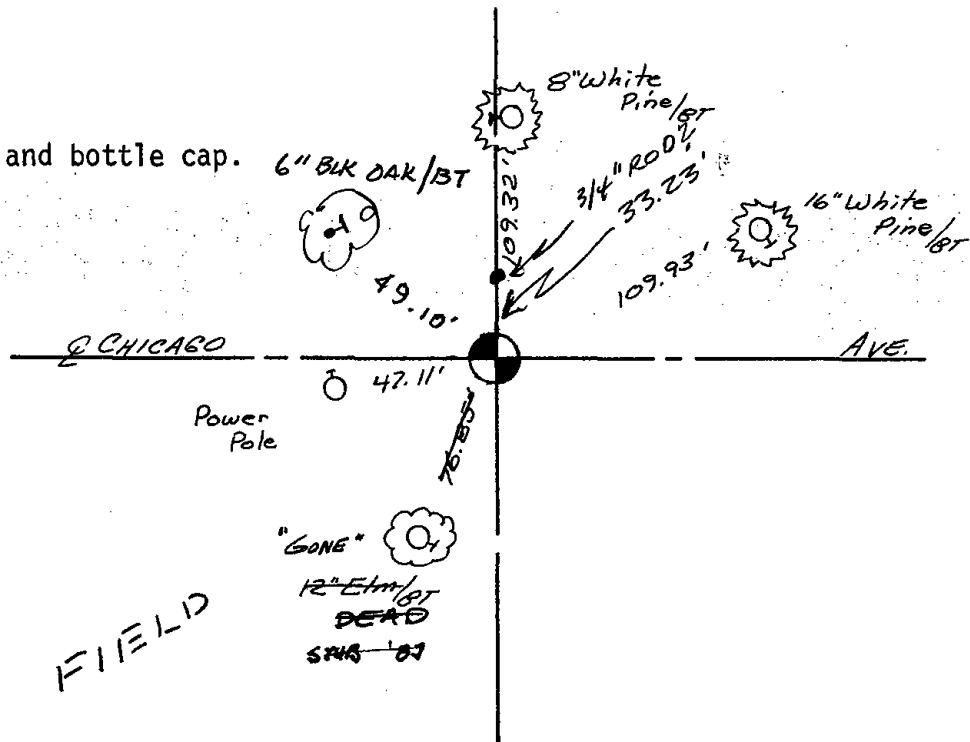 8"White
Pine/BT
and bottle cap.
6" BLK OAK/BT
3/4" ROD
33.23'
109.32'
16" White
Pine/BT
109.93'
49.10'
℄ CHICAGO
AVE.
47.11'
Power
Pole
76.85'
"GONE"
12" Elm/BT
DEAD
FIELD